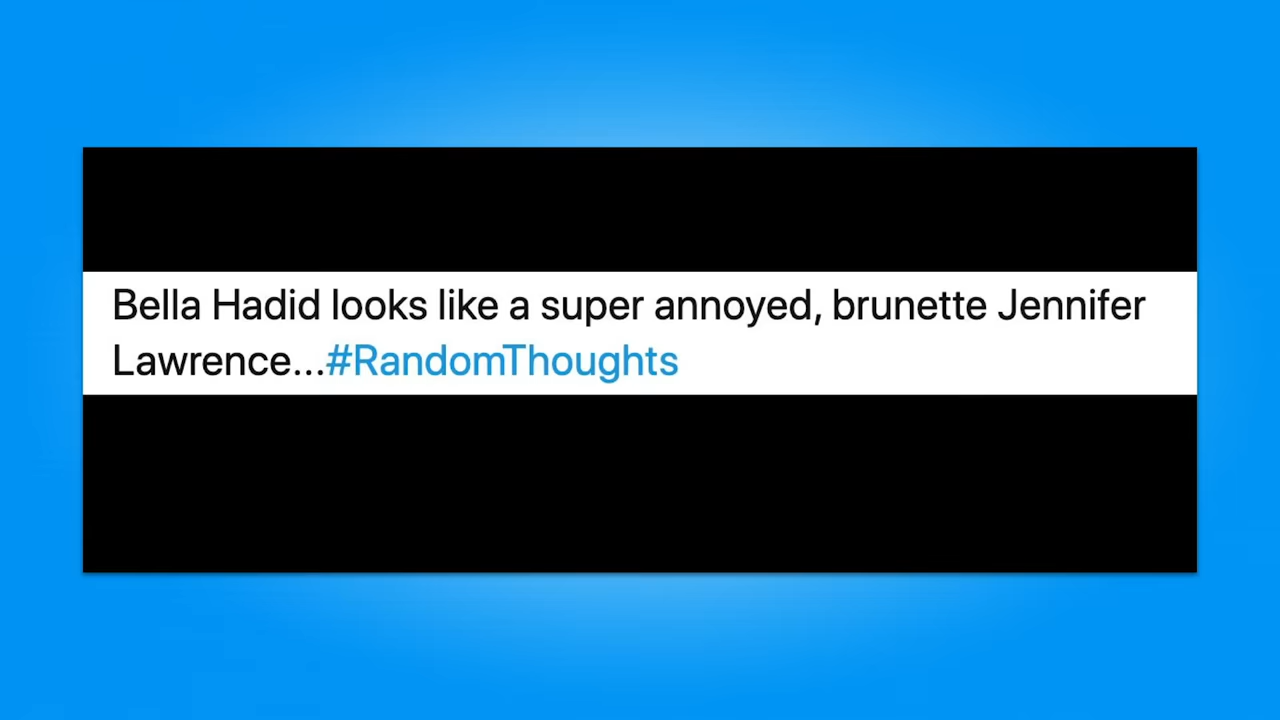 Bella Hadid looks like a super annoyed, brunette Jennifer
Lawrence...#RandomThoughts